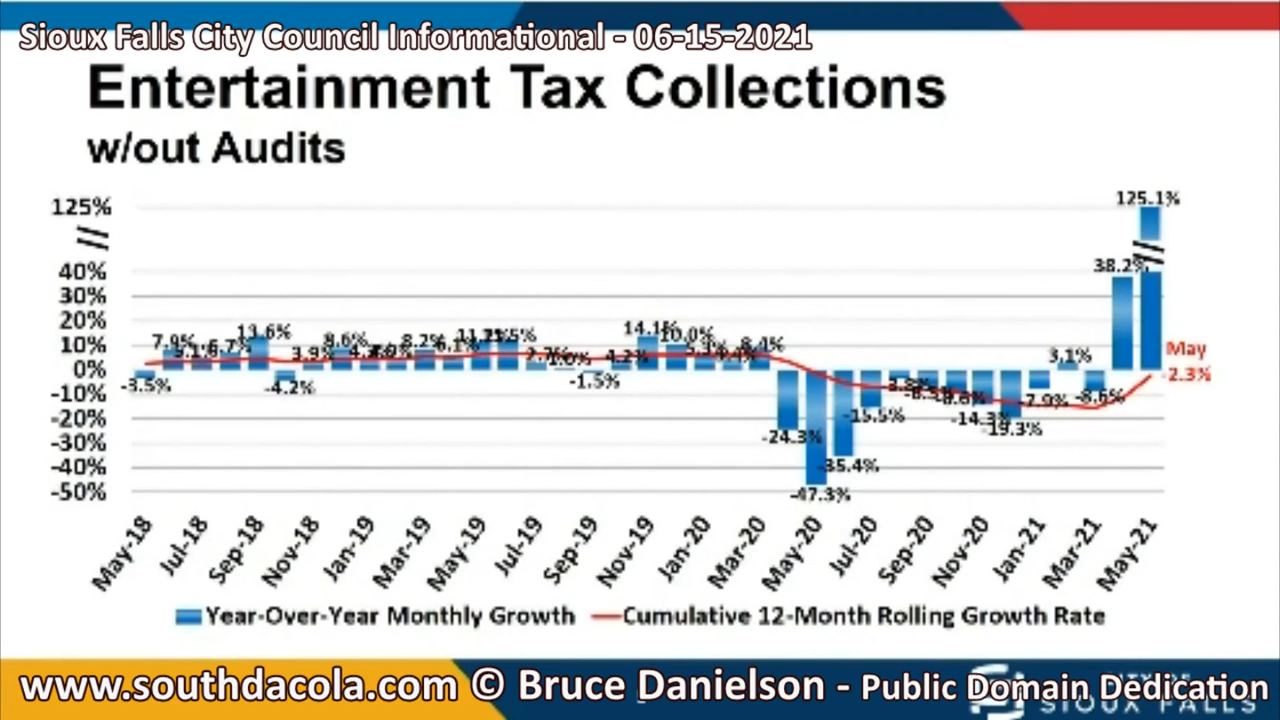 Sioux Falls City Council Informational - 06-15-2021
Entertainment Tax Collections
w/out Audits
125%
40%
30%
20%
10%
0%
-10%
-20%
-30%
-40%
-50%
-3.5%
7.9%
13.6%
-4.2%
3.9%
8.6%
8.2%
-1.5%
4.2%
14.1%
10.0%
8.4%
-24.3%
-47.3%
-35.4%
-15.5%
-14.3%
-19.3%
-7.9%
3.1%
-8.6%
38.2%
125.1%
May
-2.3%
May-18
Jul-18
Sep-18
Nov-18
Jan-19
Mar-19
May-19
Jul-19
Sep-19
Nov-19
Jan-20
Mar-20
May-20
Jul-20
Sep-20
Nov-20
Jan-21
Mar-21
May-21
Year-Over-Year Monthly Growth
Cumulative 12-Month Rolling Growth Rate
www.southdacola.com © Bruce Danielson - Public Domain Dedication
SIOUX FALLS